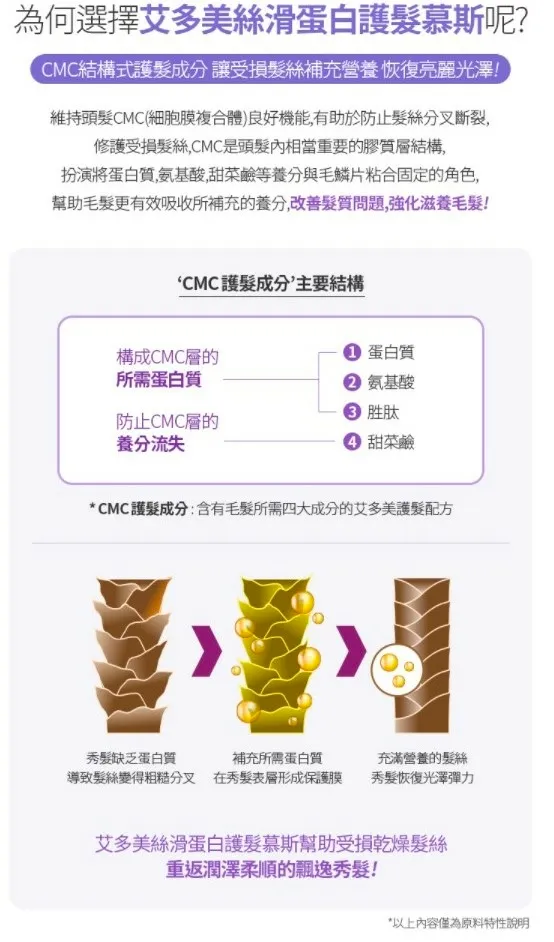 為何選擇艾多美絲滑蛋白護髮慕斯呢?
CMC結構式護髮成分 讓受損髮絲補充營養 恢復亮麗光澤!
維持頭髮CMC(細胞膜複合體)良好機能,有助於防止髮絲分叉斷裂,
修護受損髮絲,CMC是頭髮內相當重要的膠質層結構,
扮演將蛋白質,氨基酸,甜菜鹼等養分與毛鱗片粘合固定的角色,
幫助毛髮更有效吸收所補充的養分,改善髮質問題,強化滋養毛髮!
‘CMC 護髮成分’主要結構
構成CMC層的
所需蛋白質
1 蛋白質
2 氨基酸
3 胜肽
防止CMC層的
養分流失
4 甜菜鹼
* CMC 護髮成分 : 含有毛髮所需四大成分的艾多美護髮配方
秀髮缺乏蛋白質
導致髮絲變得粗糙分叉
補充所需蛋白質
在秀髮表層形成保護膜
充滿營養的髮絲
秀髮恢復光澤彈力
艾多美絲滑蛋白護髮慕斯幫助受損乾燥髮絲
重返潤澤柔順的飄逸秀髮!
*以上內容僅為原料特性說明